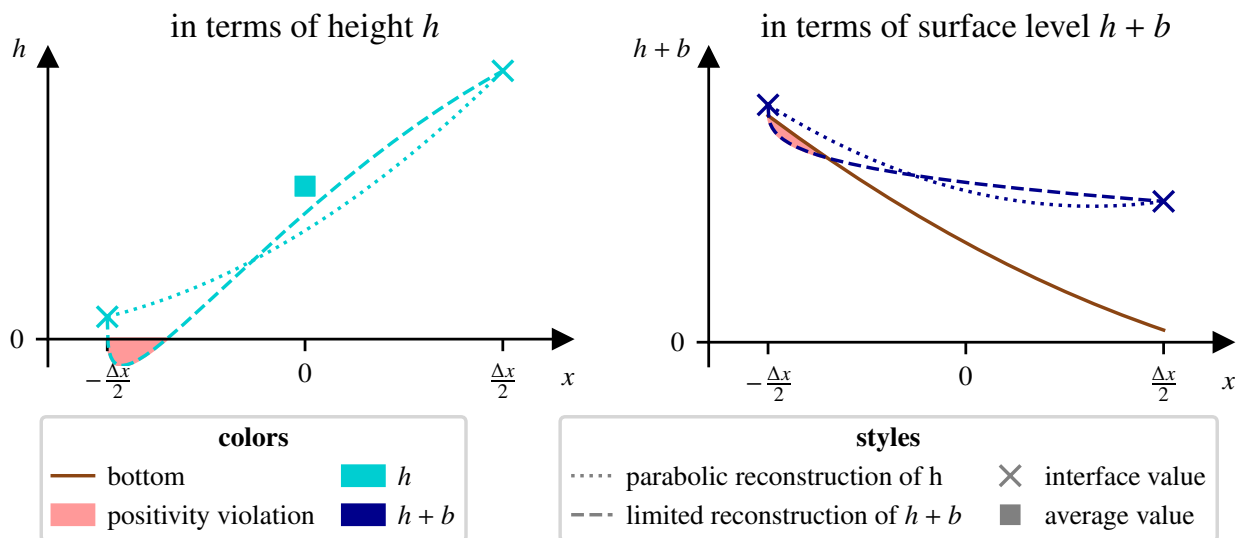 in terms of height h
h
0
−Δx/2
0
Δx/2
x
in terms of surface level h + b
h + b
0
−Δx/2
0
Δx/2
x
colors
bottom
h
positivity violation
h + b
styles
parabolic reconstruction of h
interface value
limited reconstruction of h + b
average value